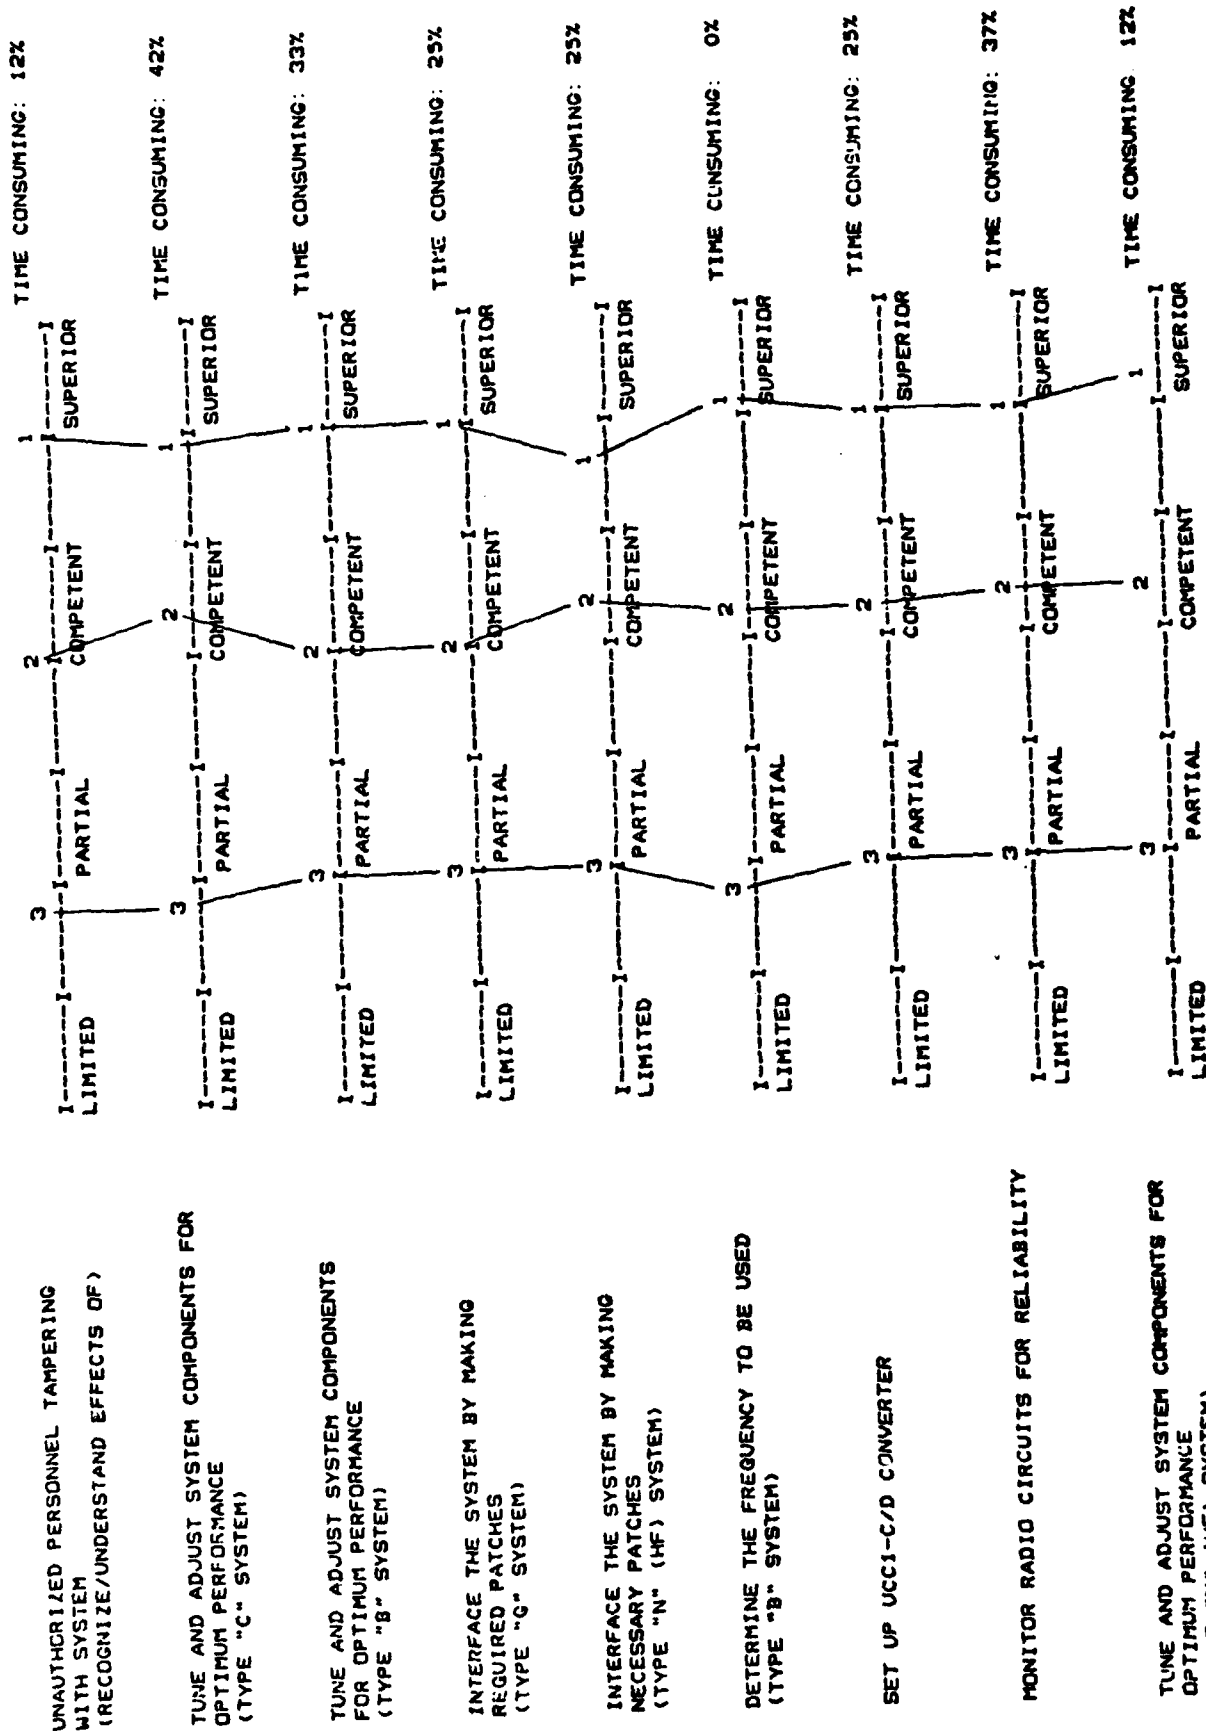 UNAUTHORIZED PERSONNEL TAMPERING
WITH SYSTEM
(RECOGNIZE/UNDERSTAND EFFECTS OF)
TIME CONSUMING: 12%
3 2 1
I-------I-------I-------I-------I-------I-------I-------I
LIMITED PARTIAL COMPETENT SUPERIOR
TUNE AND ADJUST SYSTEM COMPONENTS FOR
OPTIMUM PERFORMANCE
(TYPE "C" SYSTEM)
TIME CONSUMING: 42%
3 2 1
I-------I-------I-------I-------I-------I-------I-------I
LIMITED PARTIAL COMPETENT SUPERIOR
TUNE AND ADJUST SYSTEM COMPONENTS
FOR OPTIMUM PERFORMANCE
(TYPE "B" SYSTEM)
TIME CONSUMING: 33%
3 2 1
I-------I-------I-------I-------I-------I-------I-------I
LIMITED PARTIAL COMPETENT SUPERIOR
INTERFACE THE SYSTEM BY MAKING
REQUIRED PATCHES
(TYPE "G" SYSTEM)
TIME CONSUMING: 25%
3 2 1
I-------I-------I-------I-------I-------I-------I-------I
LIMITED PARTIAL COMPETENT SUPERIOR
INTERFACE THE SYSTEM BY MAKING
NECESSARY PATCHES
(TYPE "N" (HF) SYSTEM)
TIME CONSUMING: 25%
3 2 1
I-------I-------I-------I-------I-------I-------I-------I
LIMITED PARTIAL COMPETENT SUPERIOR
DETERMINE THE FREQUENCY TO BE USED
(TYPE "B" SYSTEM)
TIME CONSUMING: 0%
3 2 1
I-------I-------I-------I-------I-------I-------I-------I
LIMITED PARTIAL COMPETENT SUPERIOR
SET UP UCC1-C/D CONVERTER
TIME CONSUMING: 25%
3 2 1
I-------I-------I-------I-------I-------I-------I-------I
LIMITED PARTIAL COMPETENT SUPERIOR
MONITOR RADIO CIRCUITS FOR RELIABILITY
TIME CONSUMING: 37%
3 2 1
I-------I-------I-------I-------I-------I-------I-------I
LIMITED PARTIAL COMPETENT SUPERIOR
TUNE AND ADJUST SYSTEM COMPONENTS FOR
OPTIMUM PERFORMANCE
SYSTEM)
TIME CONSUMING 12%
3 2 1
I-------I-------I-------I-------I-------I-------I-------I
LIMITED PARTIAL COMPETENT SUPERIOR